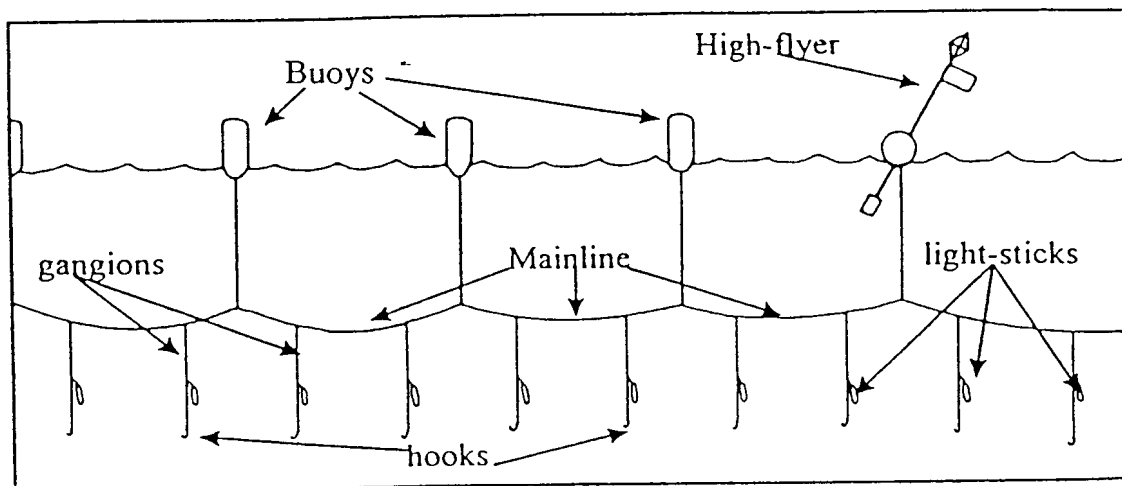 High-flyer
Buoys
gangions
Mainline
light-sticks
hooks